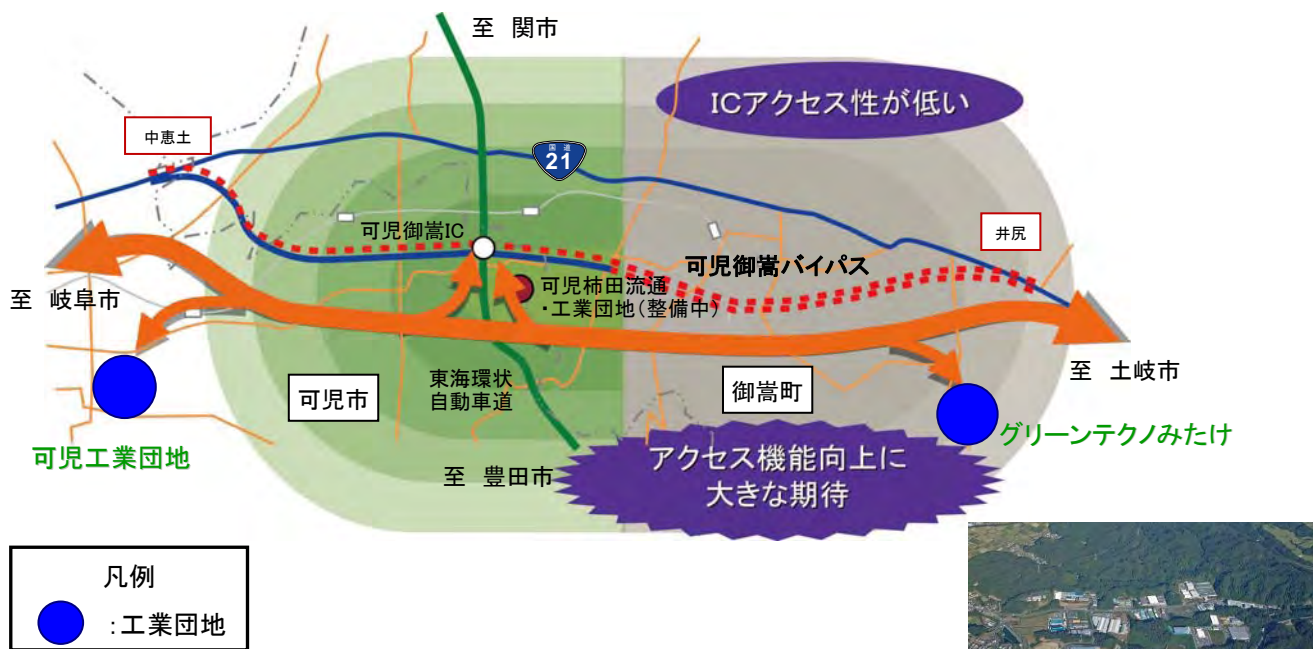 至 関市
ICアクセス性が低い
中恵土
国道
21
可児御嵩IC
井尻
可児御嵩バイパス
可児柿田流通
・工業団地(整備中)
至 岐阜市
至 土岐市
東海環状
自動車道
可児市
御嵩町
可児工業団地
グリーンテクノみたけ
至 豊田市
アクセス機能向上に
大きな期待
凡例
:工業団地